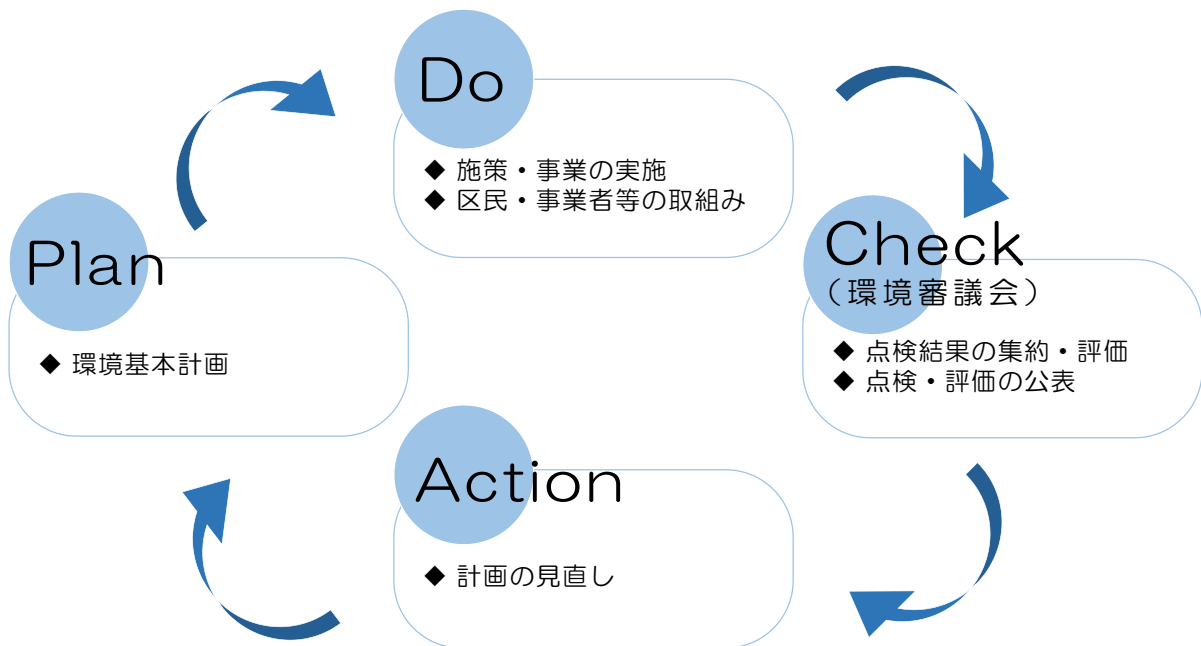 Plan
◆ 環境基本計画
Do
◆ 施策・事業の実施
◆ 区民・事業者等の取組み
Check
（環境審議会）
◆ 点検結果の集約・評価
◆ 点検・評価の公表
Action
◆ 計画の見直し